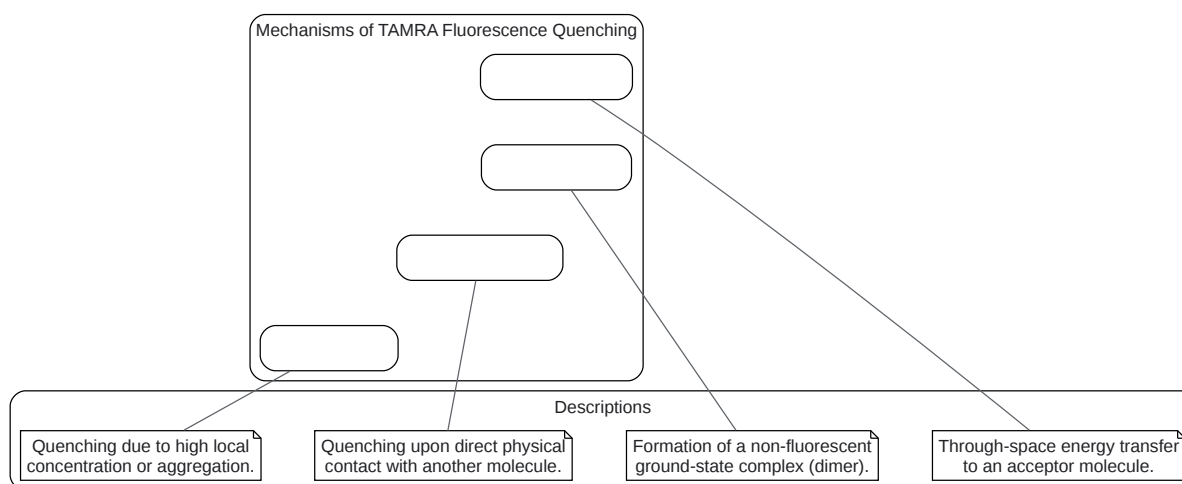 Mechanisms of TAMRA Fluorescence Quenching
Descriptions
Quenching due to high local
concentration or aggregation.
Quenching upon direct physical
contact with another molecule.
Formation of a non-fluorescent
ground-state complex (dimer).
Through-space energy transfer
to an acceptor molecule.